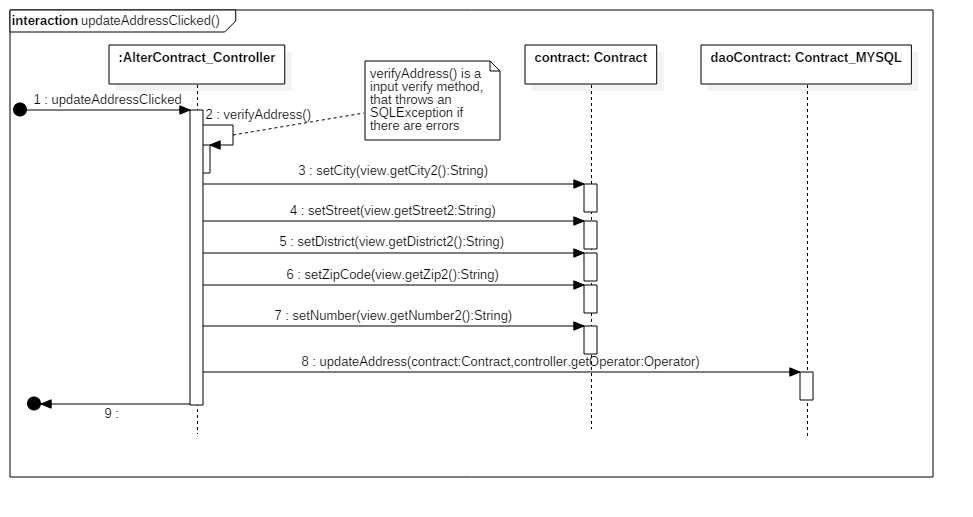 interaction updateAddressClicked()
:AlterContract_Controller
contract: Contract
daoContract: Contract_MYSQL
verifyAddress() is a
input verify method,
that throws an
SQLException if
there are errors
1 : updateAddressClicked
2 : verifyAddress()
3 : setCity(view.getCity2():String)
4 : setStreet(view.getStreet2:String)
5 : setDistrict(view.getDistrict2():String)
6 : setZipCode(view.getZip2():String)
7 : setNumber(view.getNumber2():String)
8 : updateAddress(contract:Contract,controller.getOperator:Operator)
9 :